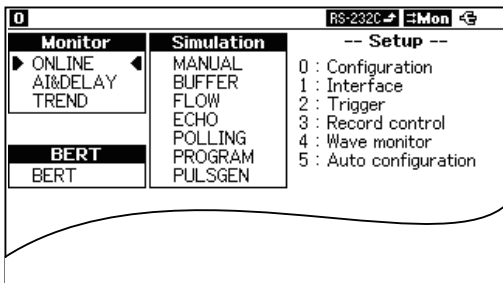 0
RS-232C Mon
Monitor
ONLINE
AI&DELAY
TREND
BERT
BERT
Simulation
MANUAL
BUFFER
FLOW
ECHO
POLLING
PROGRAM
PULSGEN
-- Setup --
0 : Configuration
1 : Interface
2 : Trigger
3 : Record control
4 : Wave monitor
5 : Auto configuration